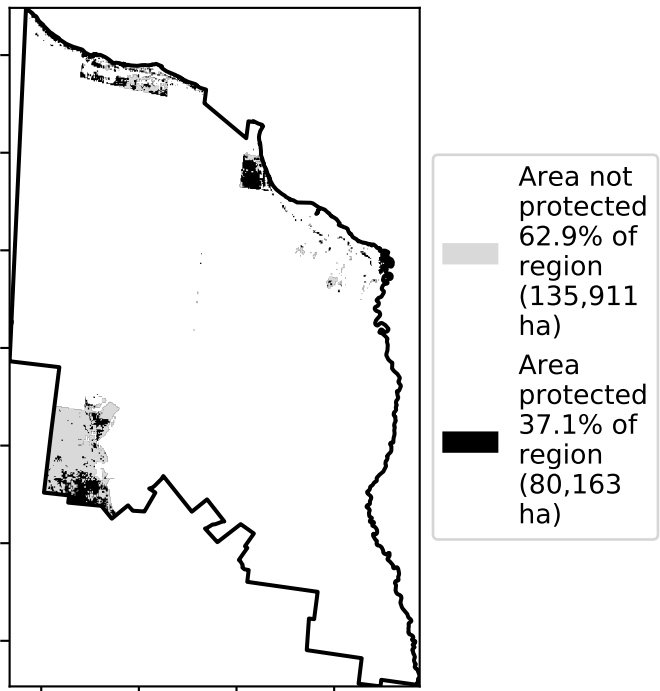 Area not
protected
62.9% of
region
(135,911
ha)
Area
protected
37.1% of
region
(80,163
ha)